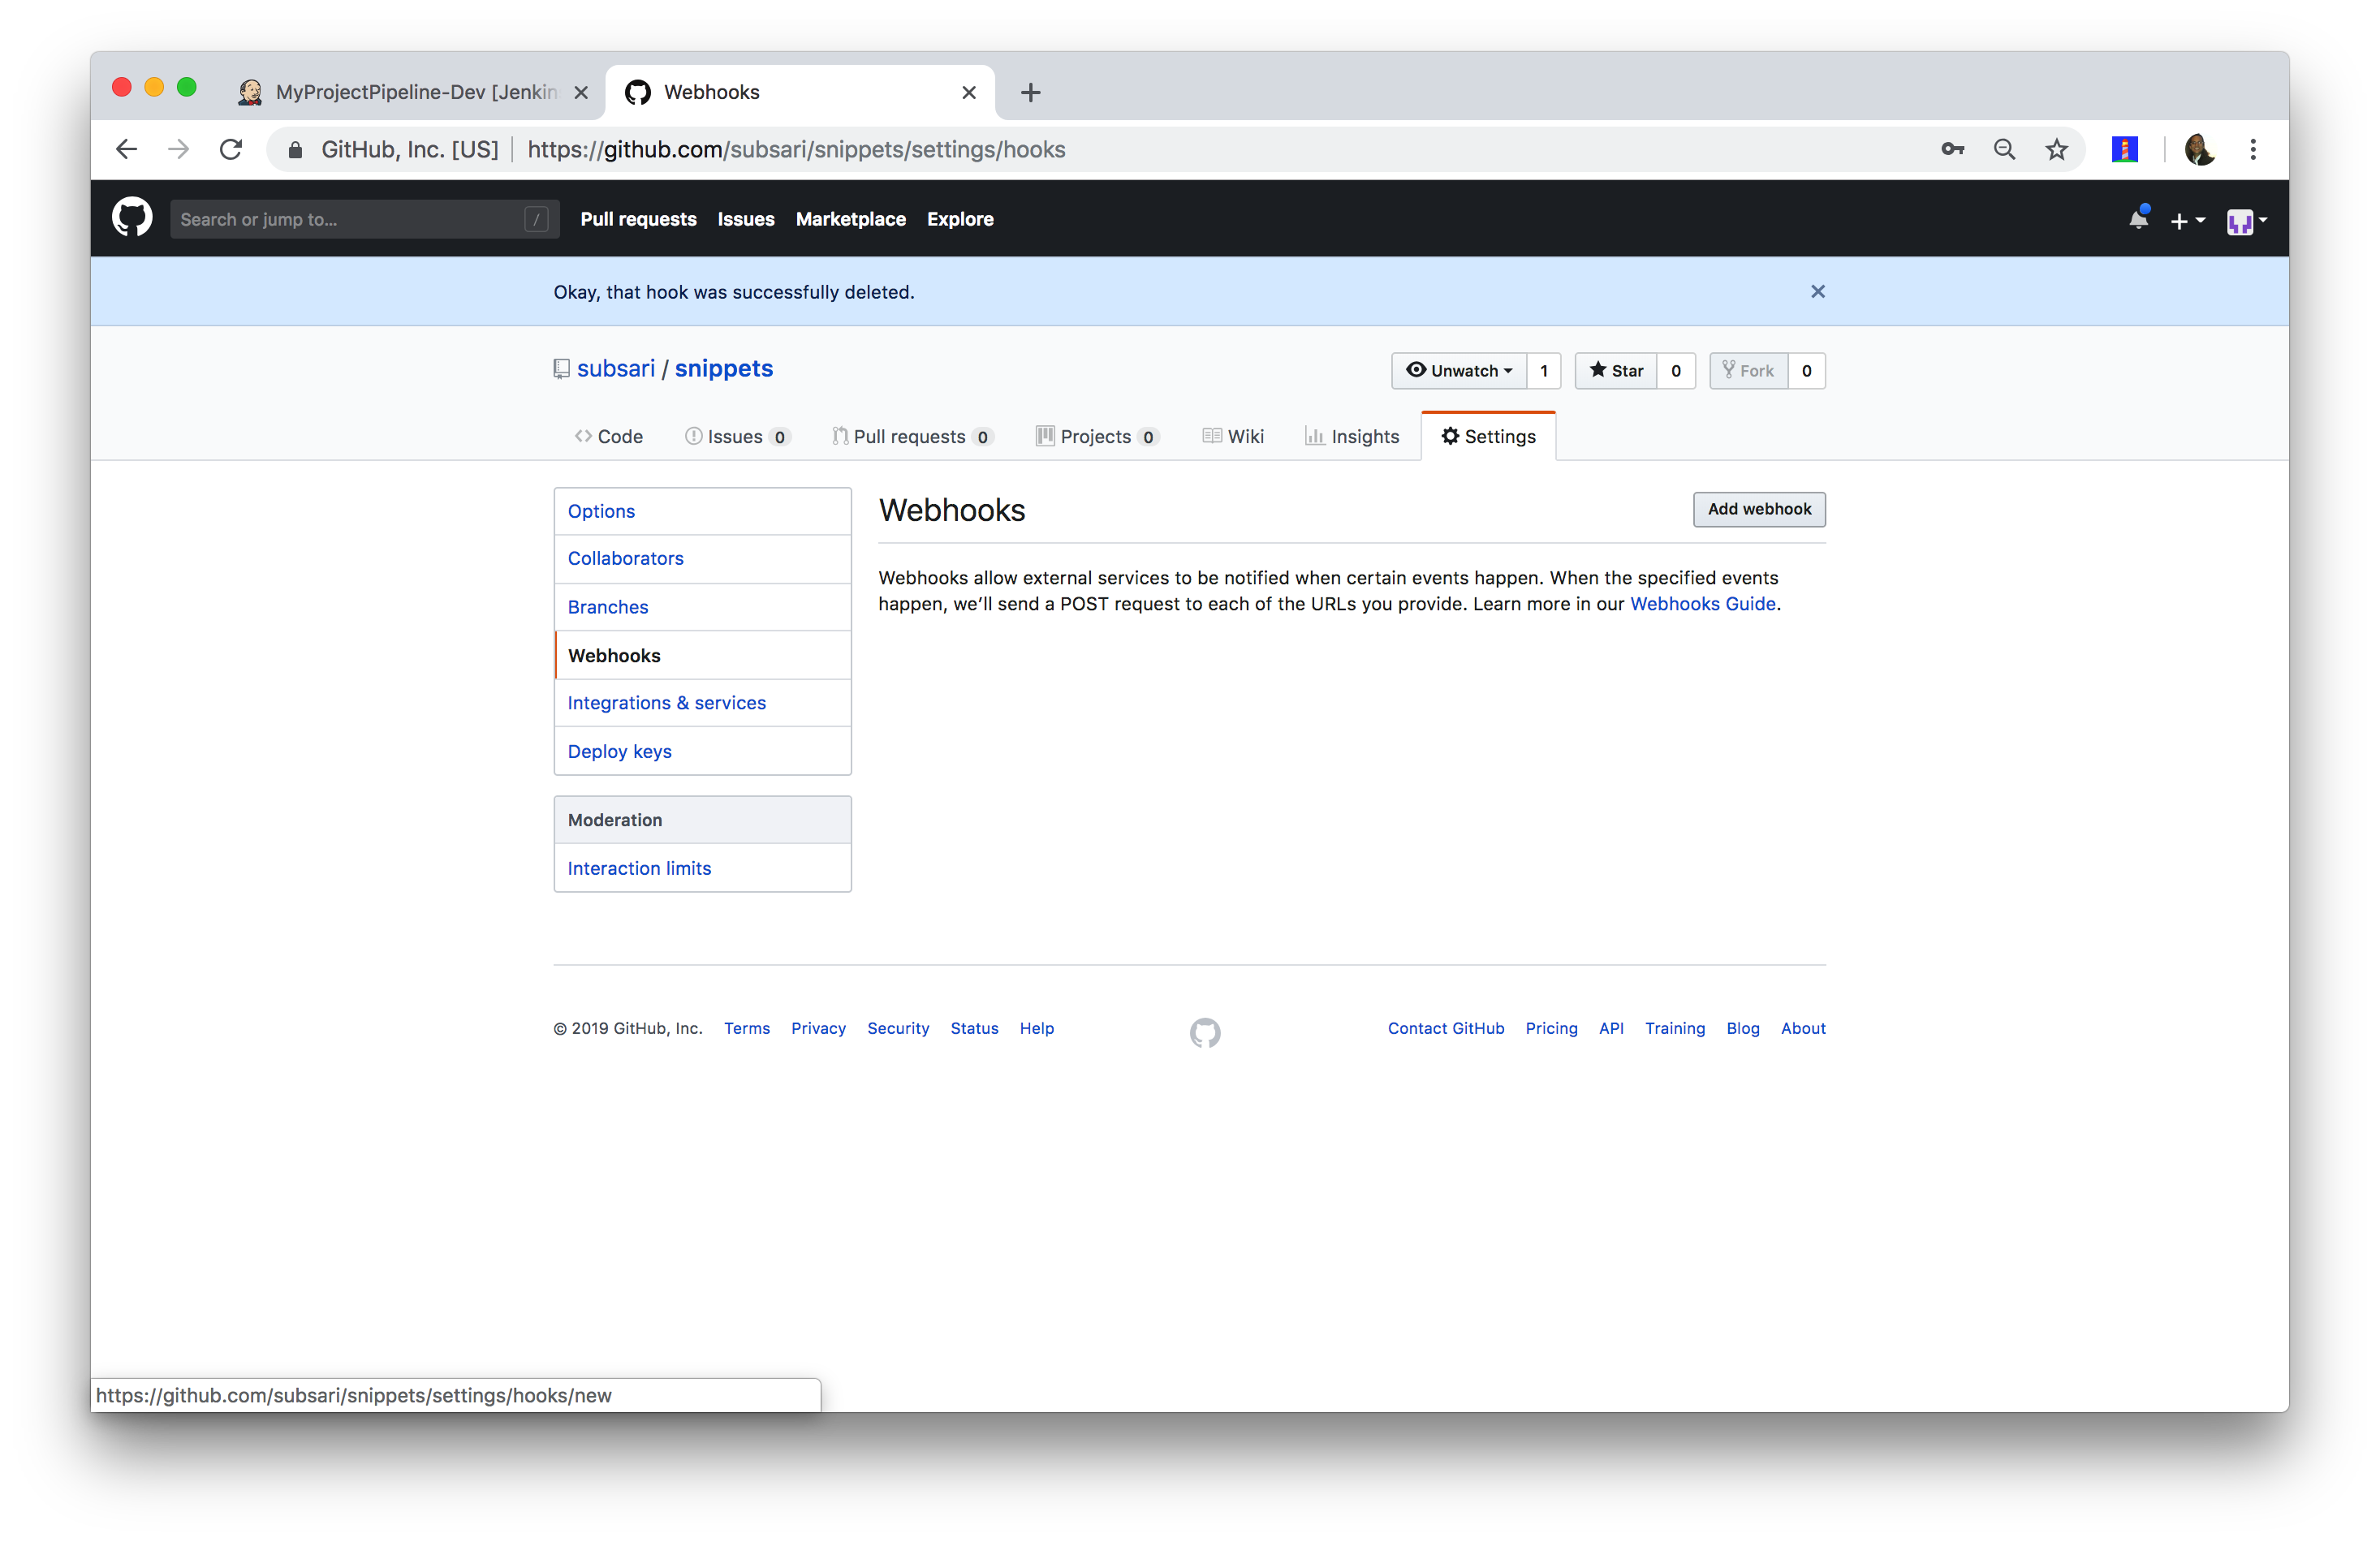 MyProjectPipeline-Dev [Jenkin
Webhooks
GitHub, Inc. [US] | https://github.com/subsari/snippets/settings/hooks
Search or jump to... /
Pull requests Issues Marketplace Explore
Okay, that hook was successfully deleted.
subsari / snippets
Unwatch 1 Star 0 Fork 0
Code Issues 0 Pull requests 0 Projects 0 Wiki Insights Settings
Options
Collaborators
Branches
Webhooks
Integrations & services
Deploy keys
Moderation
Interaction limits
Webhooks
Add webhook
Webhooks allow external services to be notified when certain events happen. When the specified events
happen, we’ll send a POST request to each of the URLs you provide. Learn more in our Webhooks Guide.
© 2019 GitHub, Inc. Terms Privacy Security Status Help
Contact GitHub Pricing API Training Blog About
https://github.com/subsari/snippets/settings/hooks/new